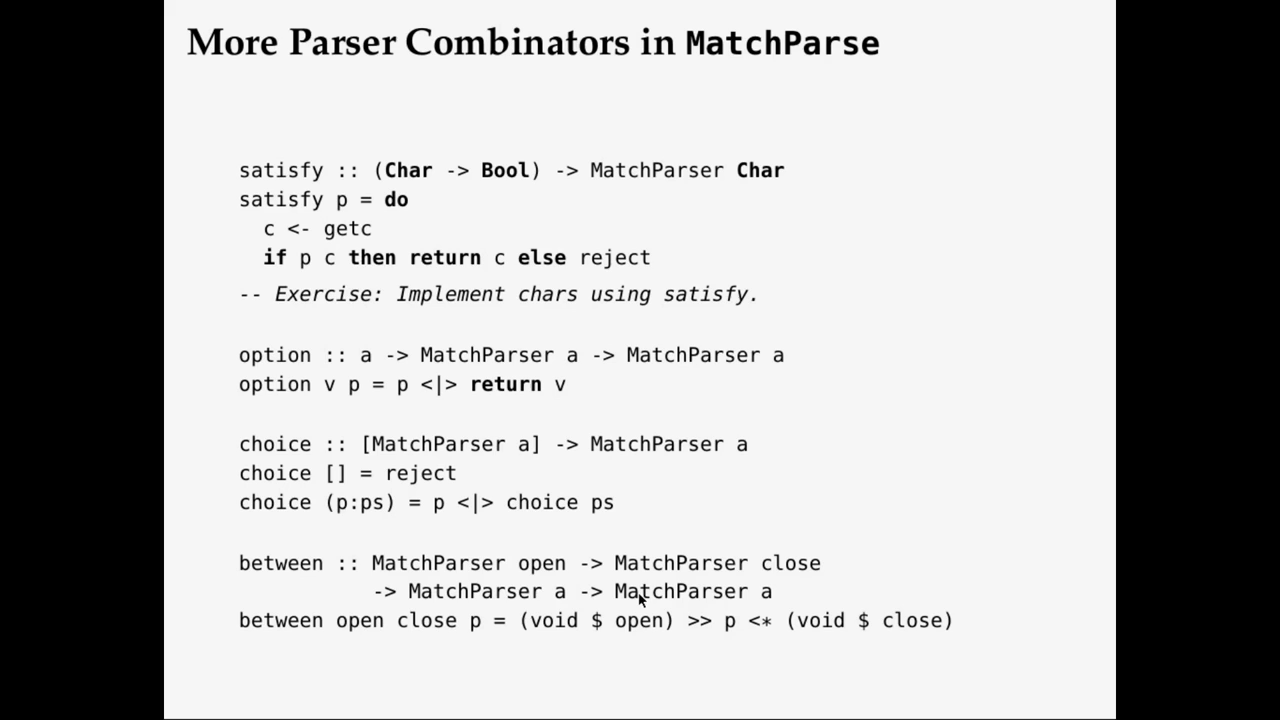 More Parser Combinators in MatchParse
satisfy :: (Char -> Bool) -> MatchParser Char
satisfy p = do
  c <- getc
  if p c then return c else reject
-- Exercise: Implement chars using satisfy.
option :: a -> MatchParser a -> MatchParser a
option v p = p <|> return v
choice :: [MatchParser a] -> MatchParser a
choice [] = reject
choice (p:ps) = p <|> choice ps
between :: MatchParser open -> MatchParser close
           -> MatchParser a -> MatchParser a
between open close p = (void $ open) >> p <* (void $ close)